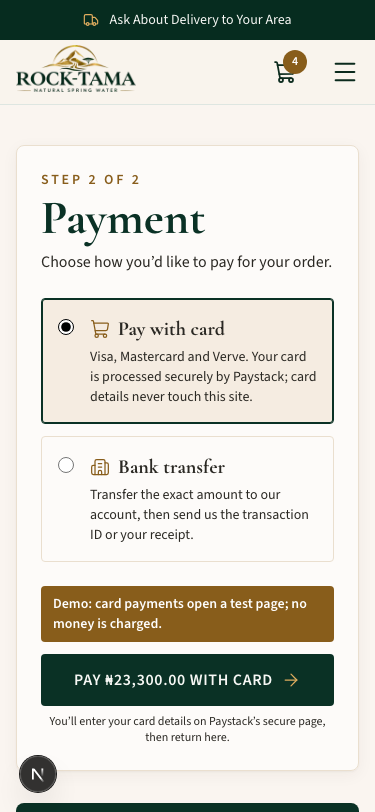 Ask About Delivery to Your Area
4
ROCK-TAMA
NATURAL SPRING WATER
STEP 2 OF 2
Payment
Choose how you’d like to pay for your order.
Pay with card
Visa, Mastercard and Verve. Your card
is processed securely by Paystack; card
details never touch this site.
Bank transfer
Transfer the exact amount to our
account, then send us the transaction
ID or your receipt.
Demo: card payments open a test page; no
money is charged.
PAY ₦23,300.00 WITH CARD
You’ll enter your card details on Paystack’s secure page,
then return here.
N